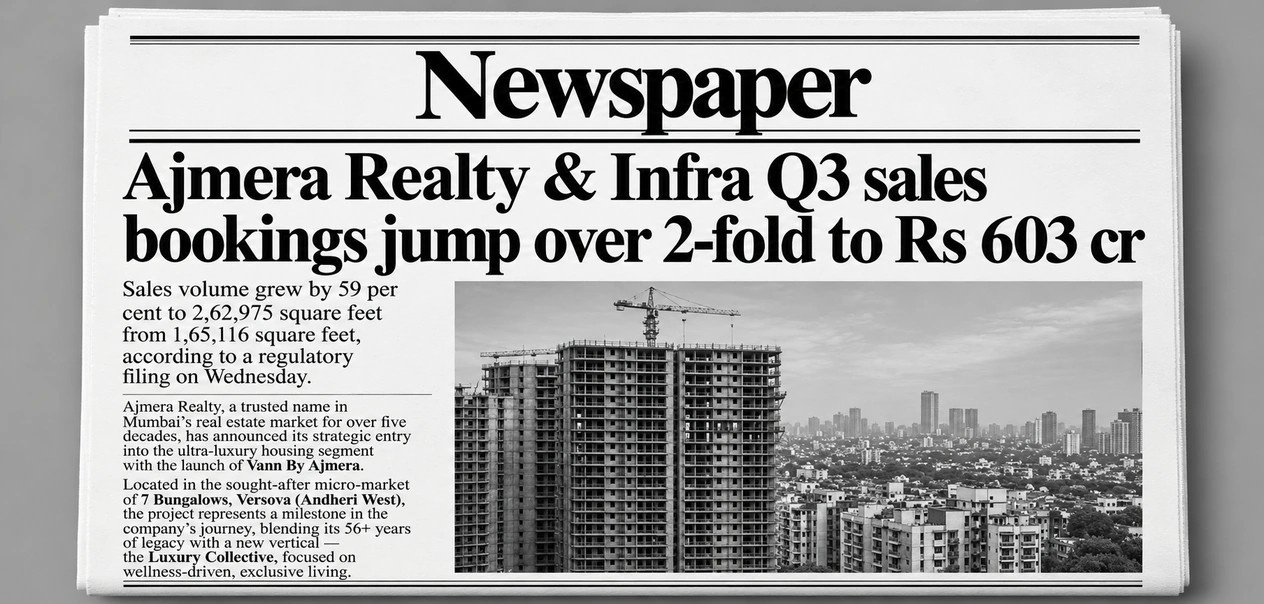 Newspaper
Ajmera Realty & Infra Q3 sales
bookings jump over 2-fold to Rs 603 cr
Sales volume grew by 59 per
cent to 2,62,975 square feet
from 1,65,116 square feet,
according to a regulatory
filing on Wednesday.
Ajmera Realty, a trusted name in
Mumbai’s real estate market for over five
decades, has announced its strategic entry
into the ultra-luxury housing segment
with the launch of Vann By Ajmera.
Located in the sought-after micro-market
of 7 Bungalows, Versova (Andheri West),
the project represents a milestone in the
company’s journey, blending its 56+ years
of legacy with a new vertical —
the Luxury Collective, focused on
wellness-driven, exclusive living.